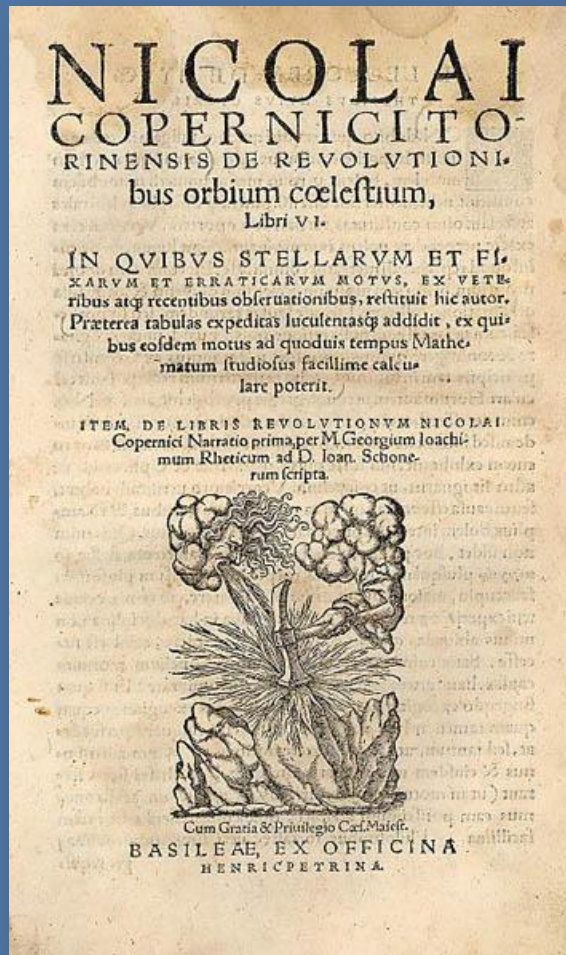 NICOLAI
COPERNICI TO-
RINENSIS DE REVOLVTIONI-
bus orbium cœleſtium,
Libri VI.
IN QVIBVS STELLARVM ET FI-
XARVM ET ERRATICARVM MOTVS, EX VETE-
ribus atqꝫ recentibus obſeruationibus, reſtituit hic autor.
Præterea tabulas expeditas luculentasqꝫ addidit, ex qui-
bus eoſdem motus ad quoduis tempus Mathe-
matum ſtudioſus facillime calcu-
lare poterit.
ITEM, DE LIBRIS REVOLVTIONVM NICOLAI
Copernici Narratio prima, per M. Georgium Ioachi-
mum Rheticum ad D. Ioan. Schone-
rum ſcripta.
Cum Gratia & Priuilegio Cæſ. Maieſt.
BASILEAE, EX OFFICINA
HENRICPETRINA.